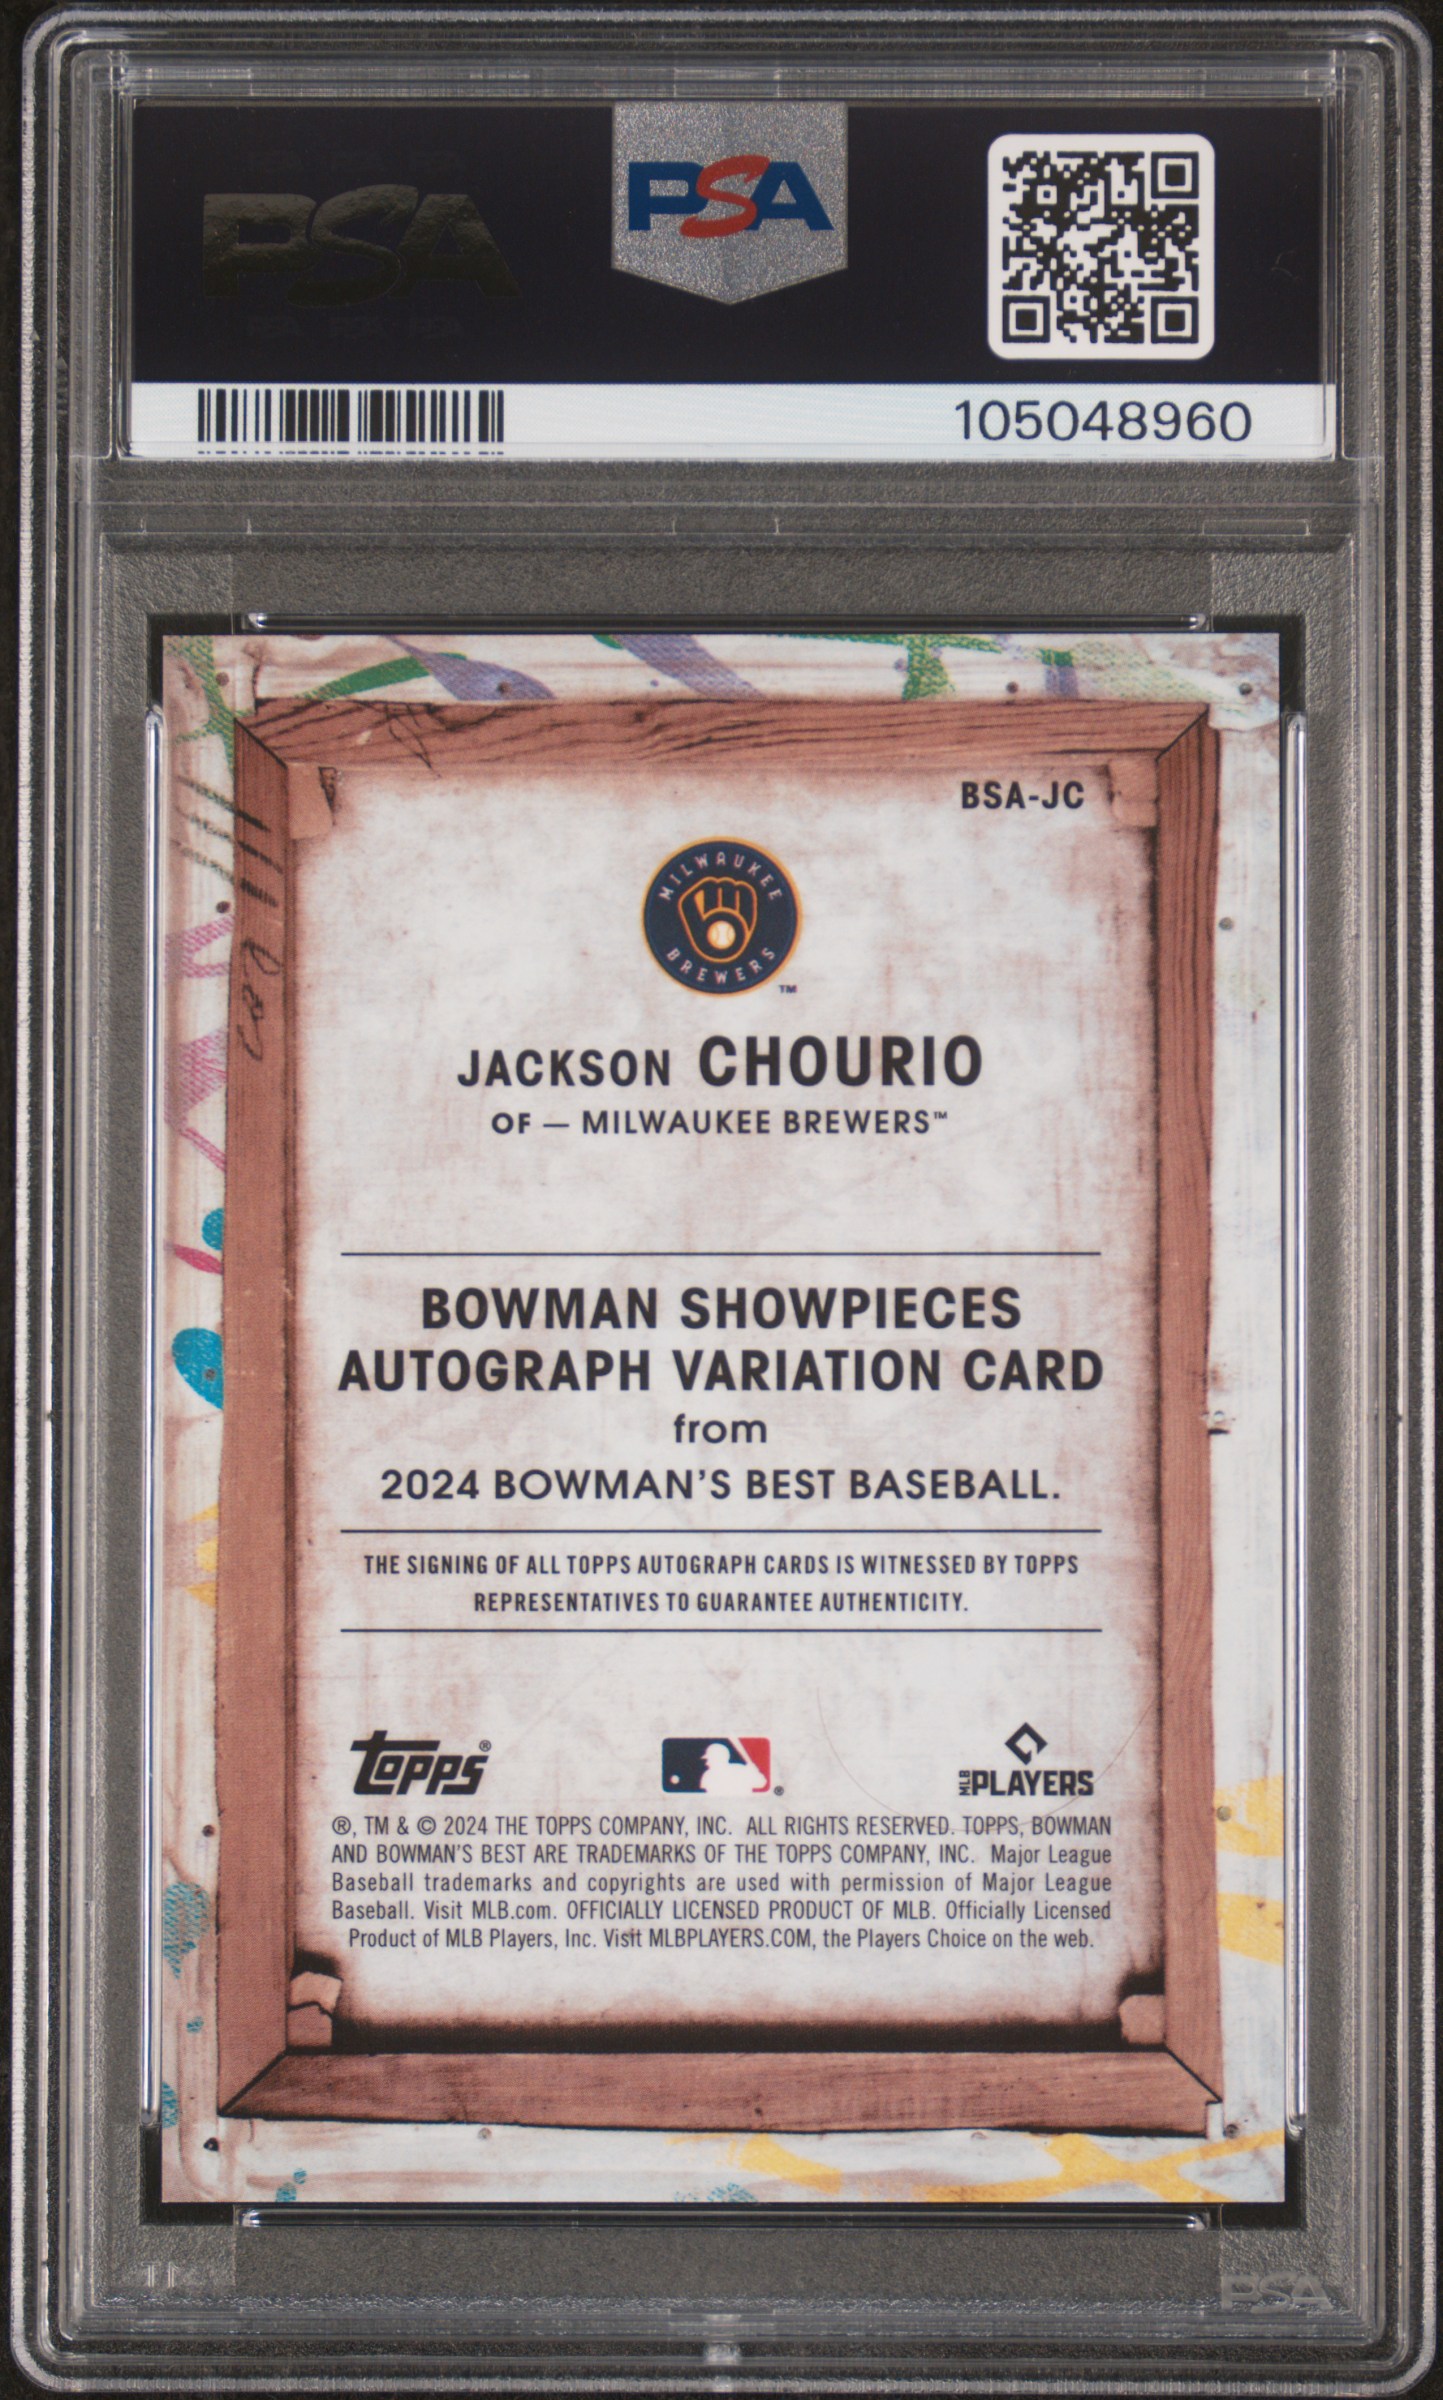 PSA
PSA
105048960
BSA-JC
MILWAUKEE
BREWERS
TM
JACKSON CHOURIO
OF — MILWAUKEE BREWERS™
BOWMAN SHOWPIECES
AUTOGRAPH VARIATION CARD
from
2024 BOWMAN'S BEST BASEBALL.
THE SIGNING OF ALL TOPPS AUTOGRAPH CARDS IS WITNESSED BY TOPPS
REPRESENTATIVES TO GUARANTEE AUTHENTICITY.
topps® ® MLB PLAYERS
®, TM & © 2024 THE TOPPS COMPANY, INC. ALL RIGHTS RESERVED. TOPPS, BOWMAN
AND BOWMAN'S BEST ARE TRADEMARKS OF THE TOPPS COMPANY, INC. Major League
Baseball trademarks and copyrights are used with permission of Major League
Baseball. Visit MLB.com. OFFICIALLY LICENSED PRODUCT OF MLB. Officially Licensed
Product of MLB Players, Inc. Visit MLBPLAYERS.COM, the Players Choice on the web.
PSA